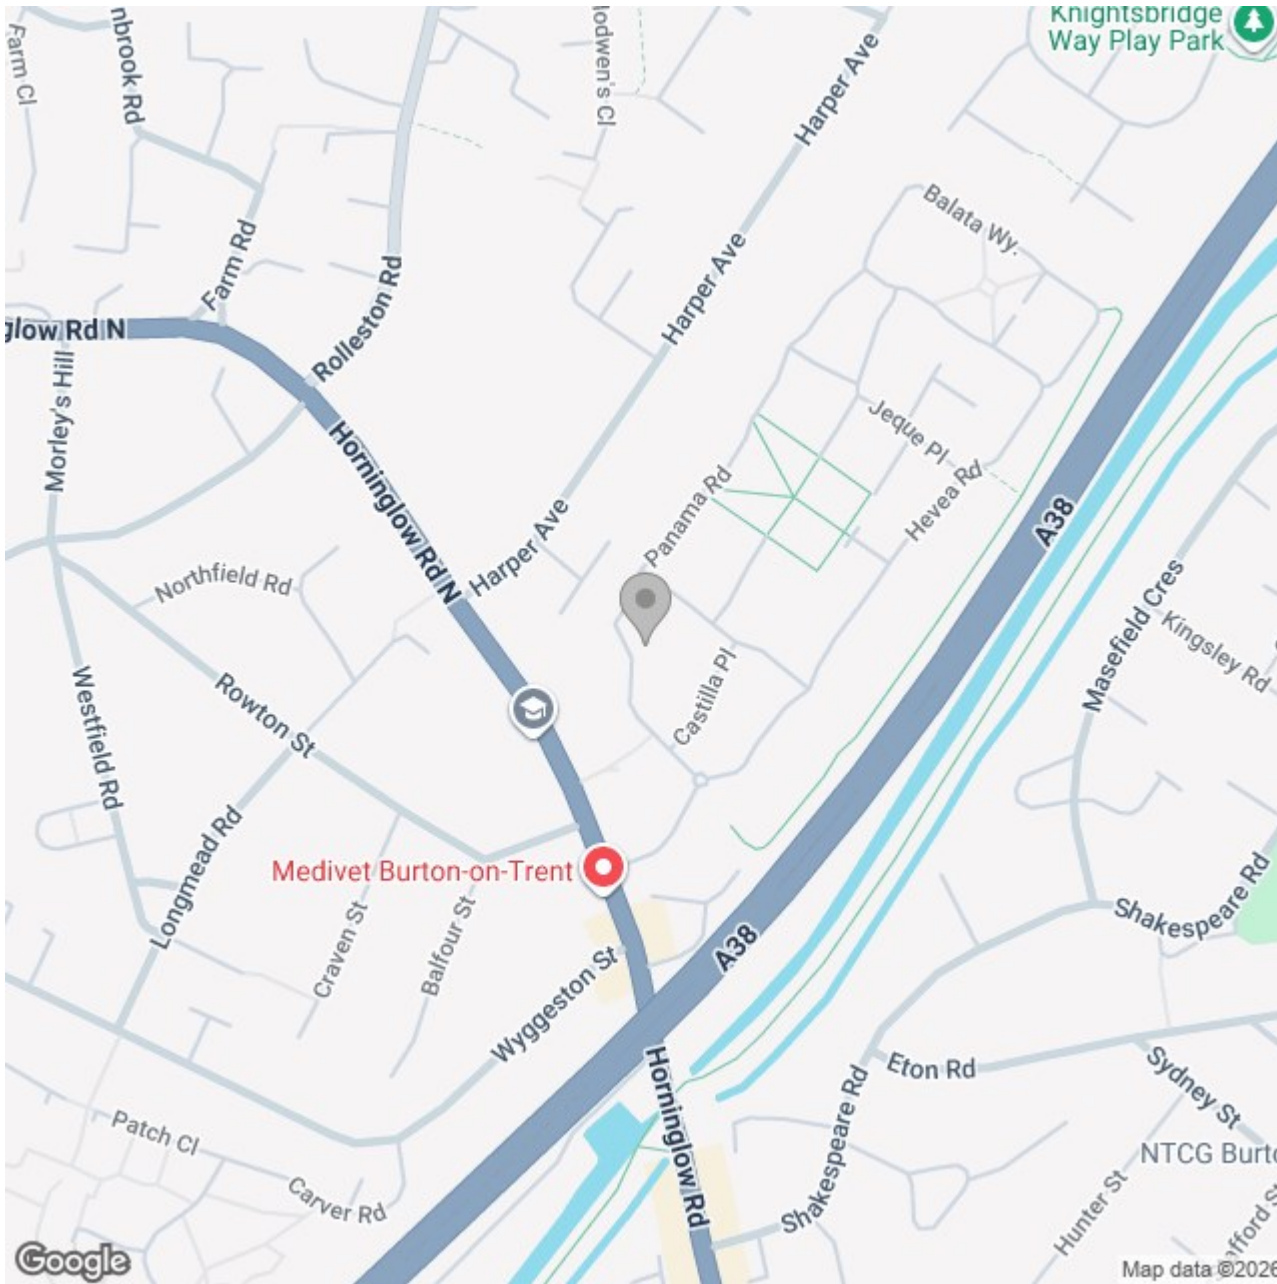 Knightsbridge
Way Play Park
Farm Cl
nbrook Rd
lodwen's Cl
Harper Ave
Balata Wy.
Farm Rd
Rolleston Rd
Harper Ave
glow Rd N
Morley's Hill
Horninglow Rd N
Jeque Pl
Hevea Rd
Panama Rd
A38
Harper Ave
Northfield Rd
Masefield Cres
Kingsley Rd
Westfield Rd
Rowton St
Castilla Pl
Longmead Rd
Medivet Burton-on-Trent
Shakespeare Rd
Craven St
Balfour St
A38
Wyggeston St
Horninglow Rd
Eton Rd
Sydney St
Shakespeare Rd
Patch Cl
Carver Rd
NTCG Burto
Hunter St
afford St
Google
Map data ©2026